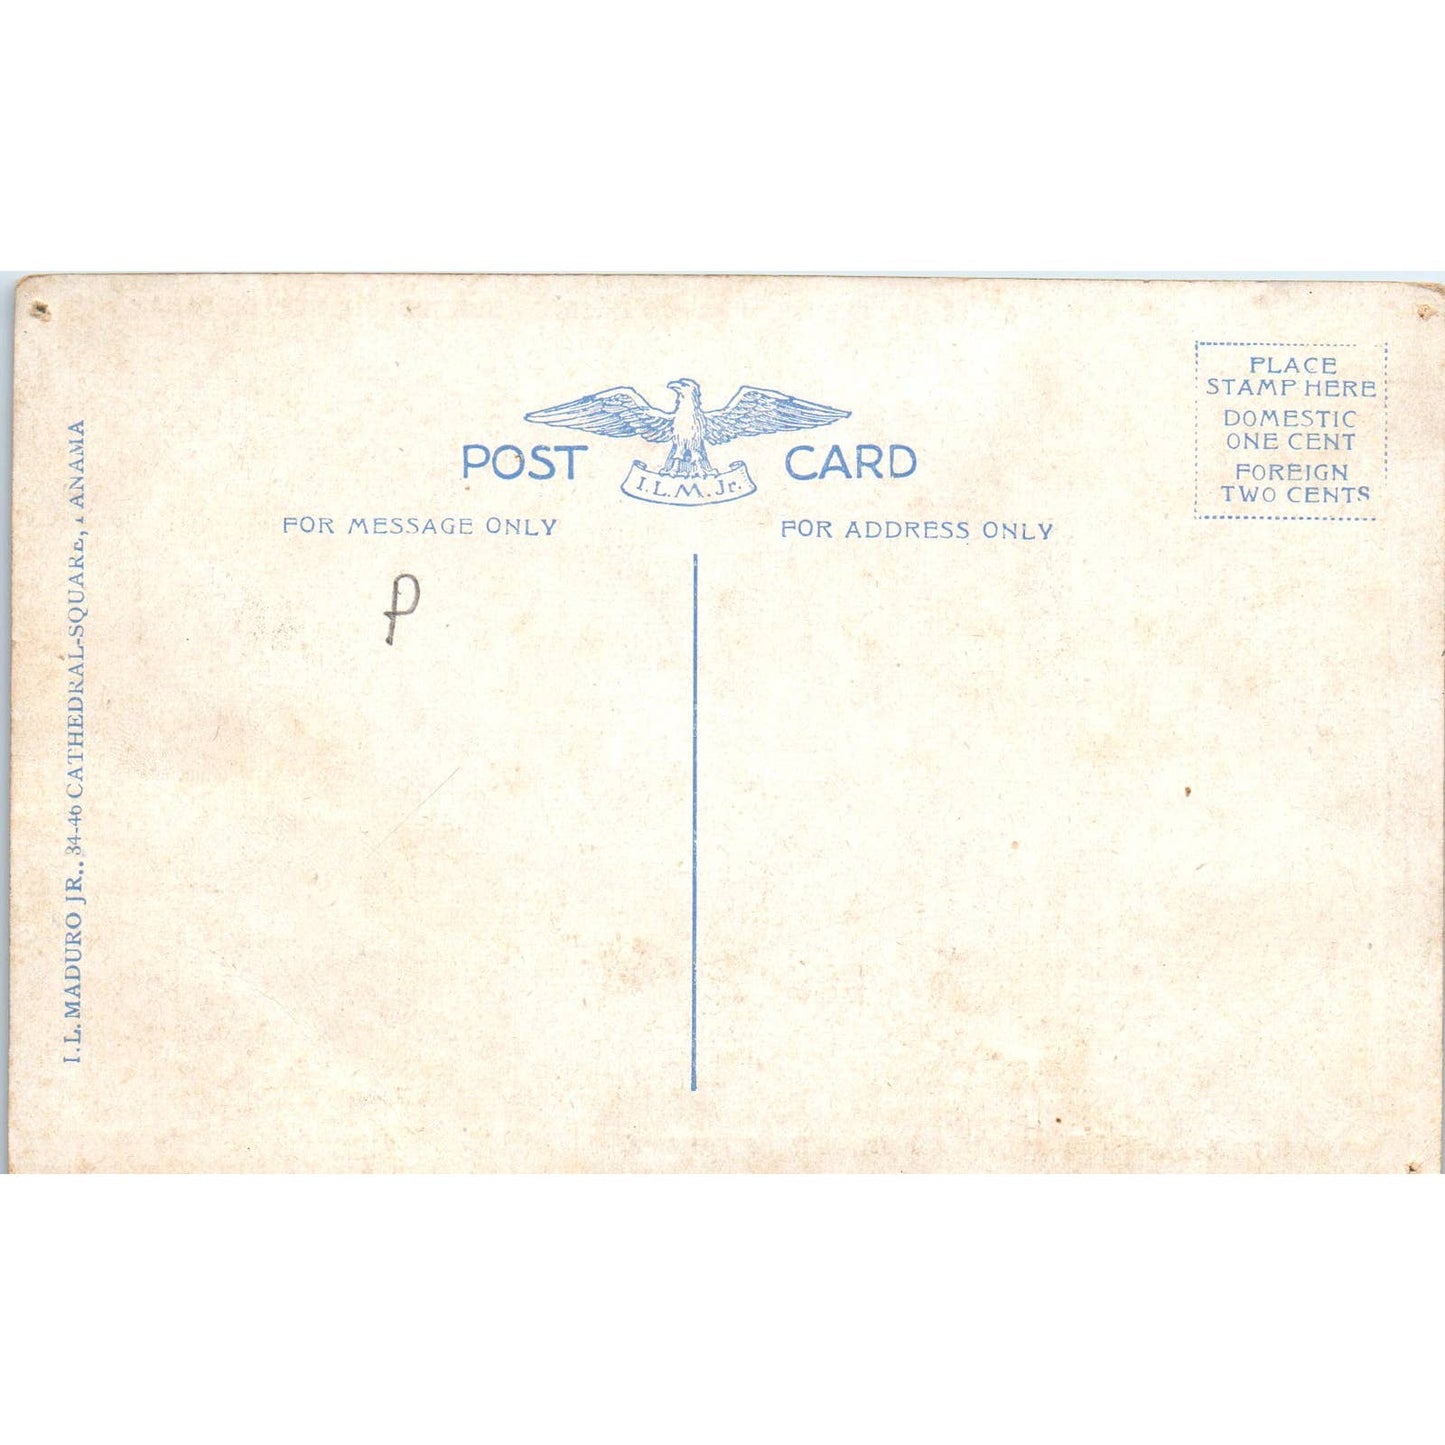 POST CARD
I.L.M. Jr.
PLACE
STAMP HERE
DOMESTIC
ONE CENT
FOREIGN
TWO CENTS
FOR MESSAGE ONLY
FOR ADDRESS ONLY
P
I. L. MADURO JR., 34-46 CATHEDRAL-SQUARE, PANAMA